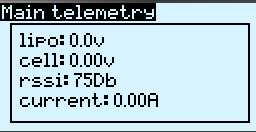 Main telemetry
lipo: 0.0v
cell: 0.00v
rssi: 75Db
current: 0.00A